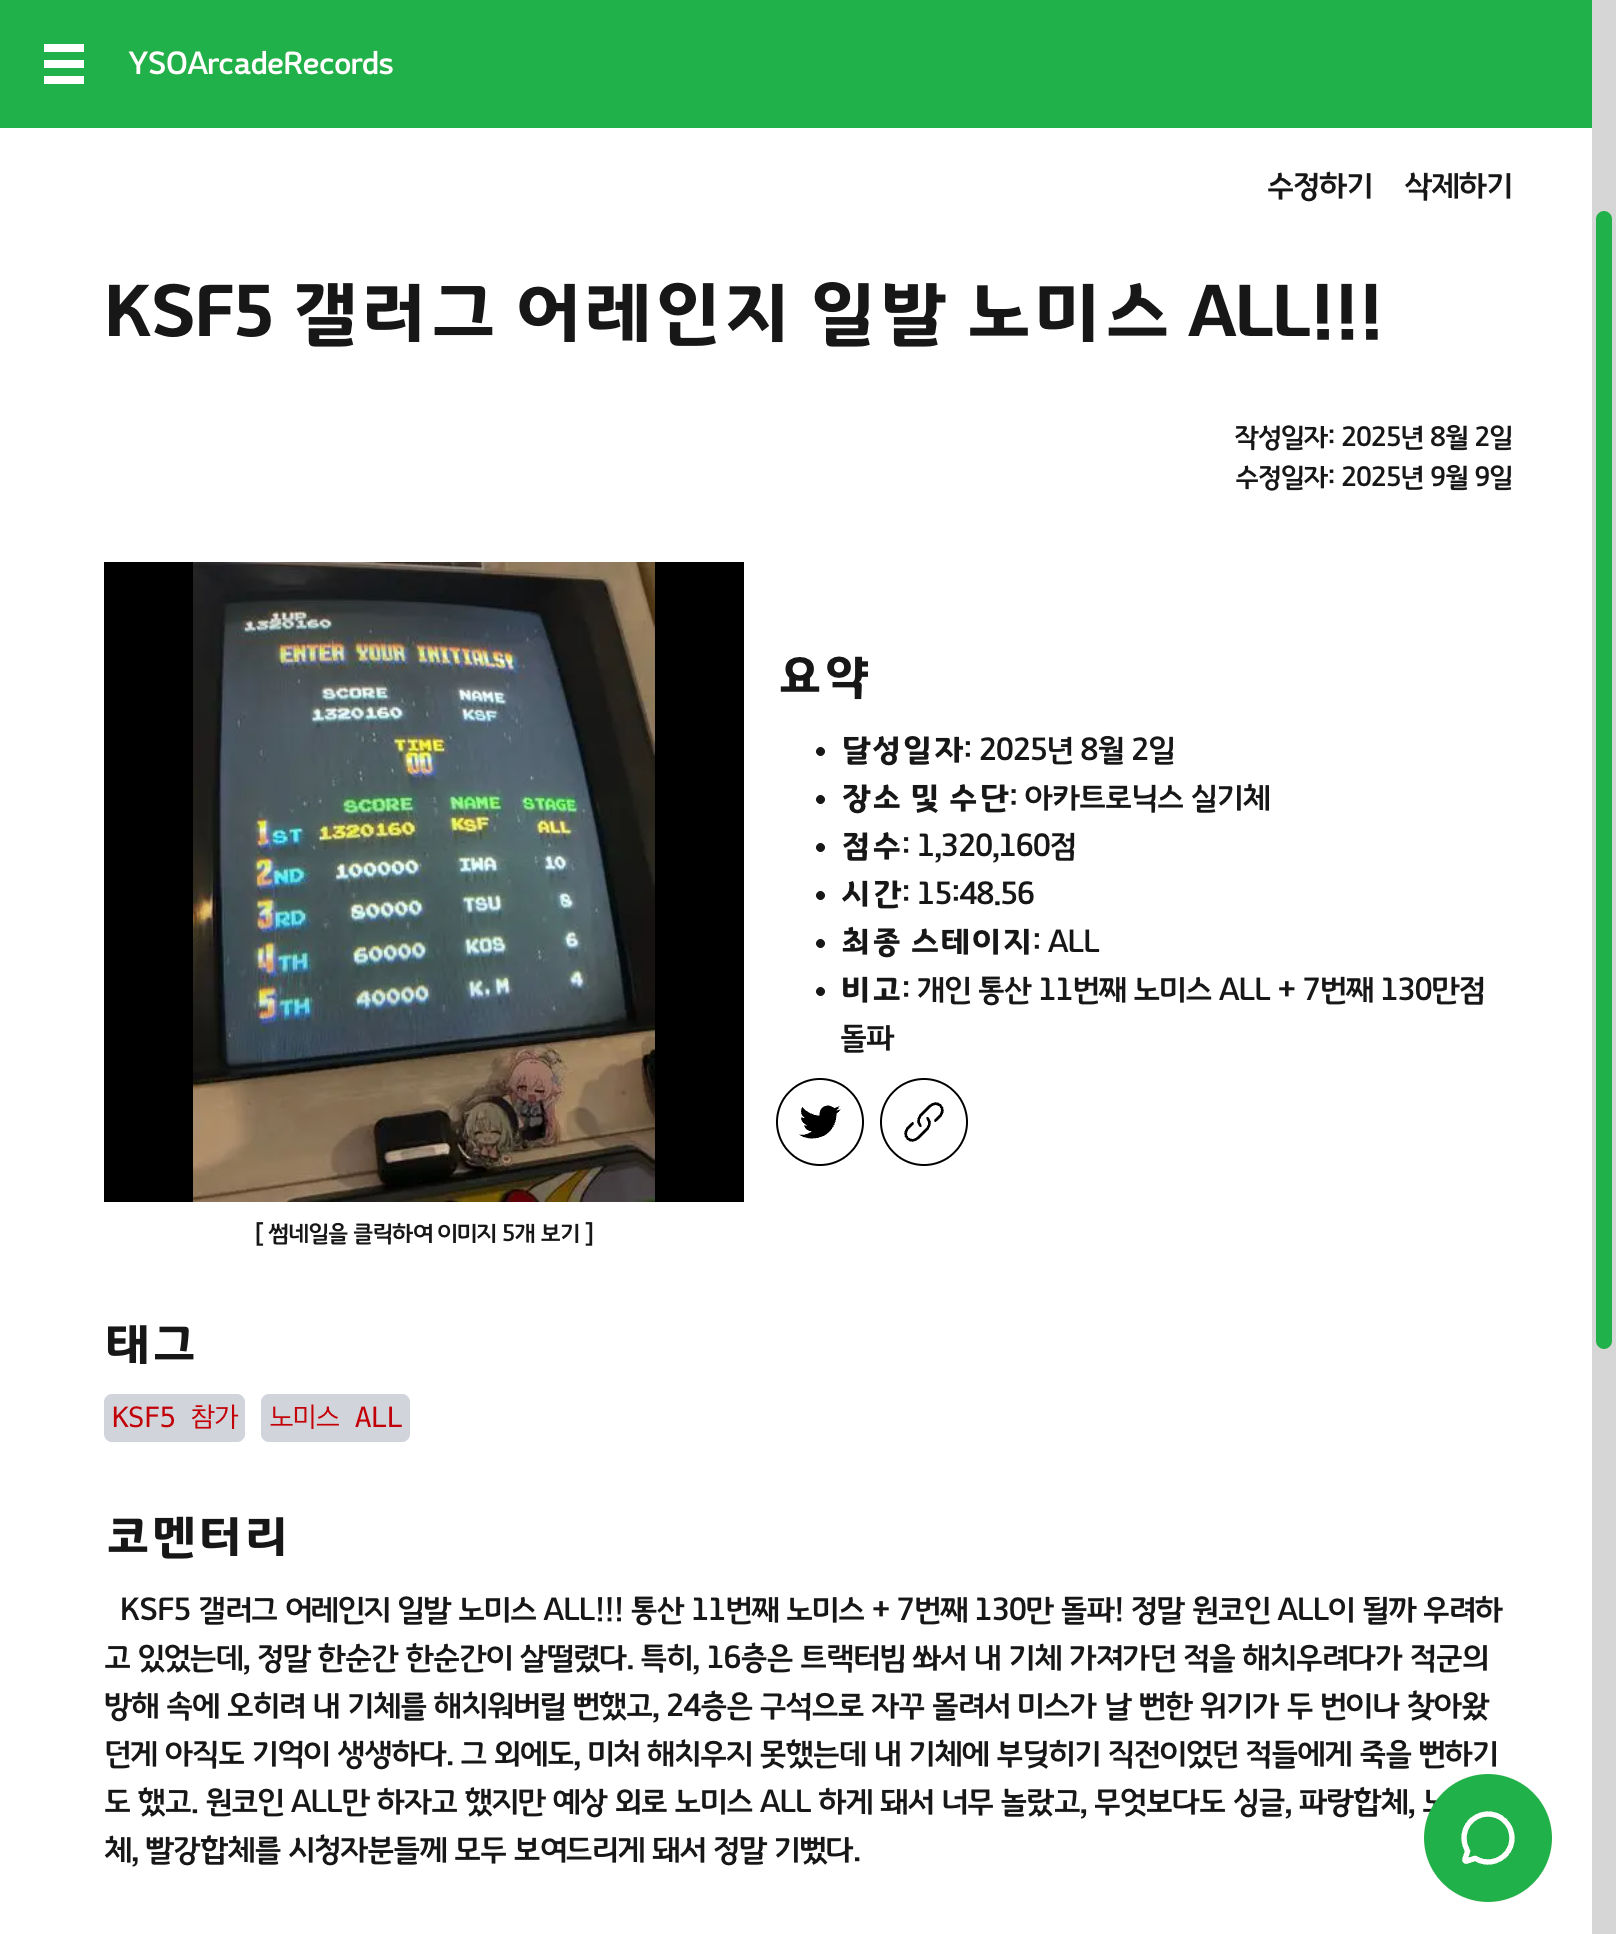 YSOArcadeRecords
수정하기 삭제하기
KSF5 갤러그 어레인지 일발 노미스 ALL!!!
작성일자: 2025년 8월 2일
수정일자: 2025년 9월 9일
1UP
1320160
ENTER YOUR INITIALS!
SCORE NAME
1320160 KSF
TIME
00
SCORE NAME STAGE
1ST 1320160 KSF ALL
2ND 100000 IWA 10
3RD 80000 TSU 8
4TH 60000 KOS 6
5TH 40000 K.M 4
[ 썸네일을 클릭하여 이미지 5개 보기 ]
요약
• 달성일자: 2025년 8월 2일
• 장소 및 수단: 아카트로닉스 실기체
• 점수: 1,320,160점
• 시간: 15:48.56
• 최종 스테이지: ALL
• 비고: 개인 통산 11번째 노미스 ALL + 7번째 130만점
돌파
태그
KSF5 참가 노미스 ALL
코멘터리
KSF5 갤러그 어레인지 일발 노미스 ALL!!! 통산 11번째 노미스 + 7번째 130만 돌파! 정말 원코인 ALL이 될까 우려하
고 있었는데, 정말 한순간 한순간이 살떨렸다. 특히, 16층은 트랙터빔 쏴서 내 기체 가져가던 적을 해치우려다가 적군의
방해 속에 오히려 내 기체를 해치워버릴 뻔했고, 24층은 구석으로 자꾸 몰려서 미스가 날 뻔한 위기가 두 번이나 찾아왔
던게 아직도 기억이 생생하다. 그 외에도, 미처 해치우지 못했는데 내 기체에 부딪히기 직전이었던 적들에게 죽을 뻔하기
도 했고. 원코인 ALL만 하자고 했지만 예상 외로 노미스 ALL 하게 돼서 너무 놀랐고, 무엇보다도 싱글, 파랑합체,
체, 빨강합체를 시청자분들께 모두 보여드리게 돼서 정말 기뻤다.